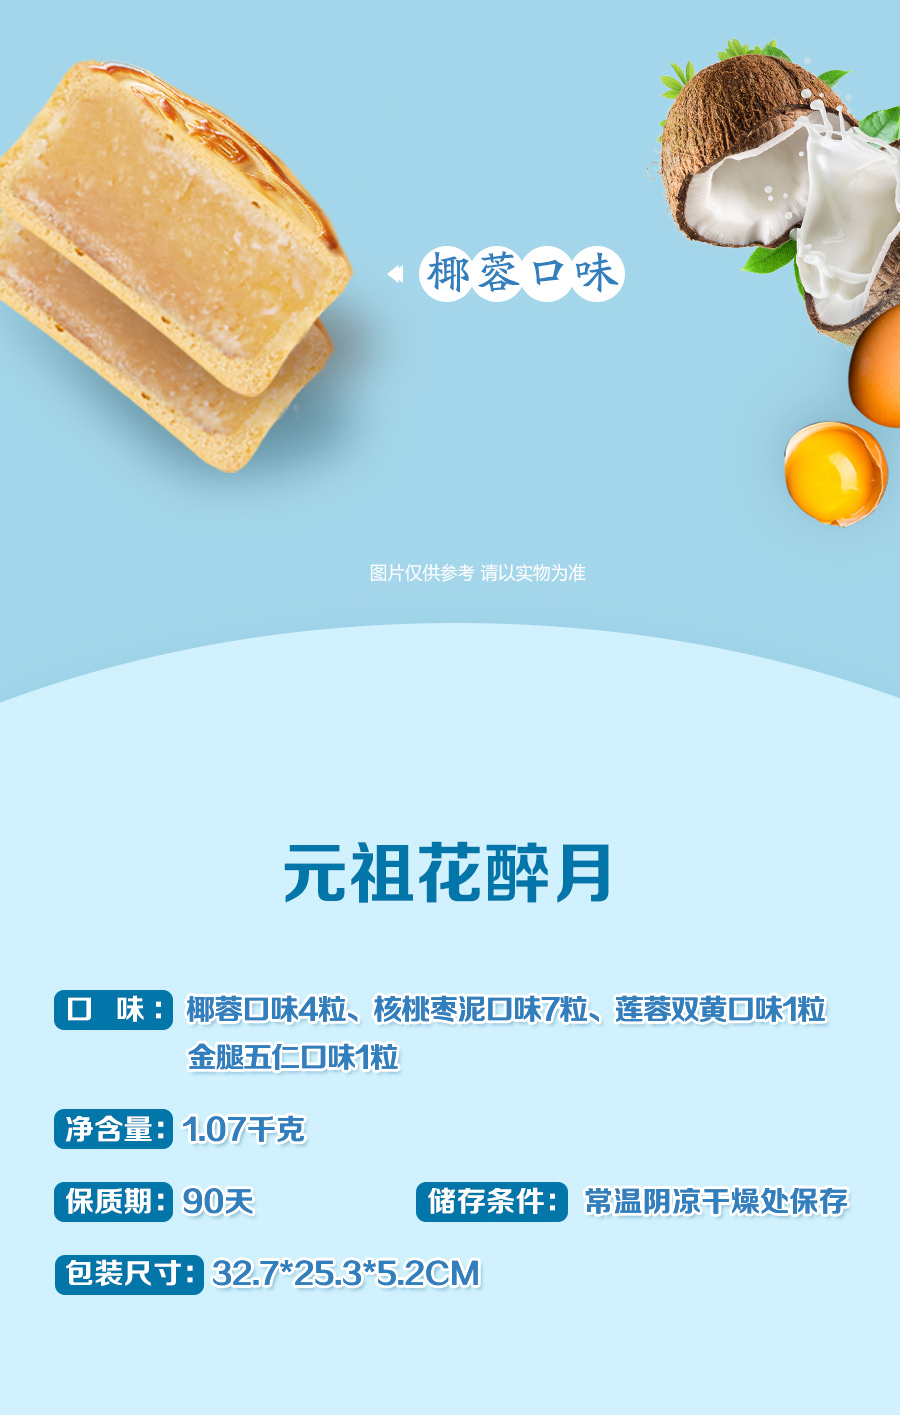 椰蓉口味
图片仅供参考 请以实物为准
元祖花醉月
口 味： 椰蓉口味4粒、核桃枣泥口味7粒、莲蓉双黄口味1粒
金腿五仁口味1粒
净含量： 1.07千克
保质期： 90天 储存条件： 常温阴凉干燥处保存
包装尺寸： 32.7*25.3*5.2CM